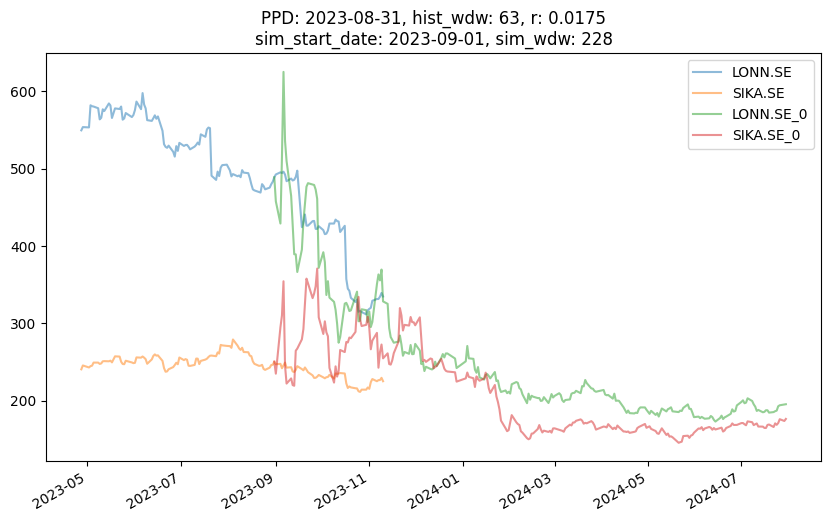 PPD: 2023-08-31, hist_wdw: 63, r: 0.0175
sim_start_date: 2023-09-01, sim_wdw: 228
LONN.SE
SIKA.SE
LONN.SE_0
SIKA.SE_0
600
500
400
300
200
2023-05
2023-07
2023-09
2023-11
2024-01
2024-03
2024-05
2024-07